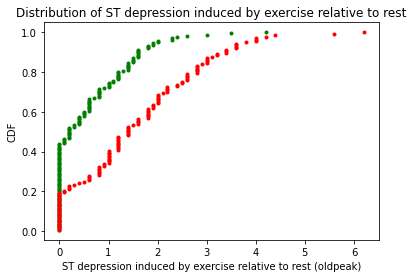 Distribution of ST depression induced by exercise relative to rest
1.0
0.8
0.6
0.4
0.2
0.0
CDF
0 1 2 3 4 5 6
ST depression induced by exercise relative to rest (oldpeak)